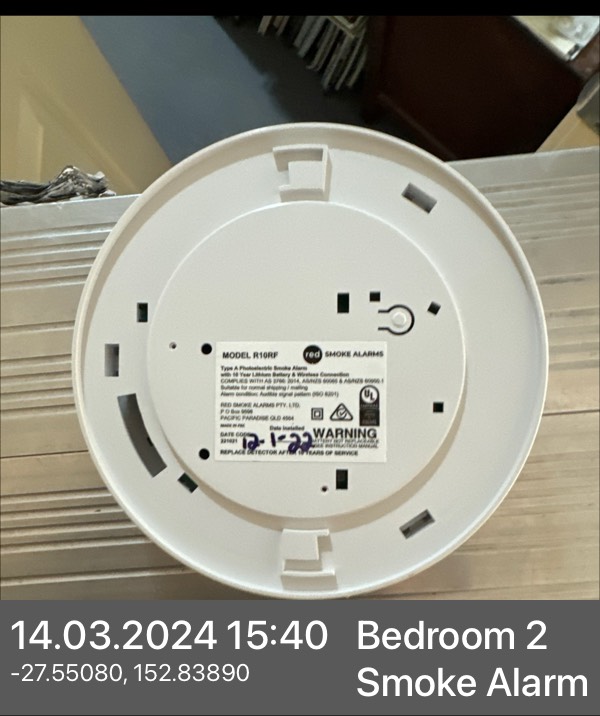 MODEL R10RF
red SMOKE ALARMS
Type A Photoelectric Smoke Alarm
with 10 Year Lithium Battery & Wireless Connection
COMPLIES WITH AS 3786: 2014, AS/NZS 60065 & AS/NZS 60950.1
Suitable for normal shipping / mailing
Alarm condition: Audible signal pattern (ISO 8201)
RED SMOKE ALARMS PTY. LTD.
P O Box 9006
PACIFIC PARADISE QLD 4564
MADE IN PRC
UL
DATE CODE
Date Installed
12-1-22
WARNING
BATTERY NOT REPLACEABLE
SEE INSTRUCTION MANUAL
REPLACE DETECTOR AFTER 10 YEARS OF SERVICE
14.03.2024 15:40
-27.55080, 152.83890
Bedroom 2
Smoke Alarm